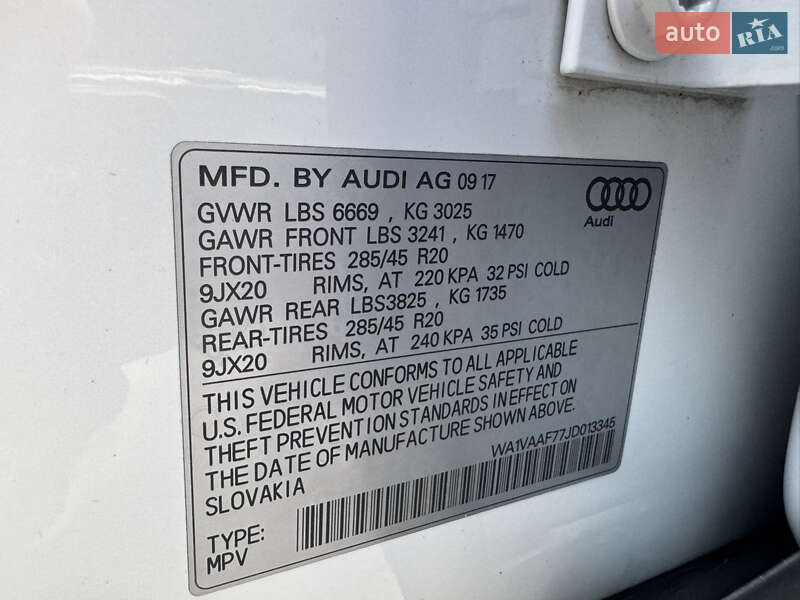 auto RIA .com
MFD. BY AUDI AG 09 17
GVWR LBS 6669 , KG 3025
GAWR FRONT LBS 3241 , KG 1470
FRONT-TIRES 285/45 R20
9JX20 RIMS, AT 220 KPA 32 PSI COLD
GAWR REAR LBS3825 , KG 1735
REAR-TIRES 285/45 R20
9JX20 RIMS, AT 240 KPA 35 PSI COLD
Audi
THIS VEHICLE CONFORMS TO ALL APPLICABLE
U.S. FEDERAL MOTOR VEHICLE SAFETY AND
THEFT PREVENTION STANDARDS IN EFFECT ON
THE DATE OF MANUFACTURE SHOWN ABOVE.
SLOVAKIA
WA1VAAF77JD013345
TYPE:
MPV